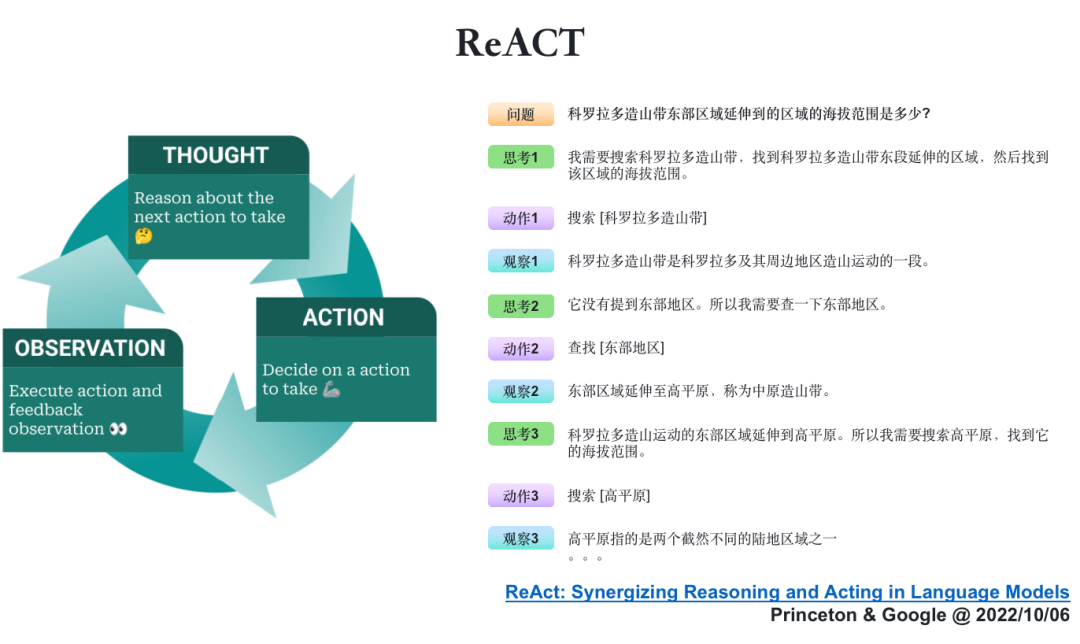 ReACT
THOUGHT
Reason about the
next action to take
🤔
ACTION
Decide on a action
to take 🦾
OBSERVATION
Execute action and
feedback
observation 👀
问题 科罗拉多造山带东部区域延伸到的区域的海拔范围是多少?
思考1 我需要搜索科罗拉多造山带，找到科罗拉多造山带东段延伸的区域，然后找到
该区域的海拔范围。
动作1 搜索 [科罗拉多造山带]
观察1 科罗拉多造山带是科罗拉多及其周边地区造山运动的一段。
思考2 它没有提到东部地区。所以我需要查一下东部地区。
动作2 查找 [东部地区]
观察2 东部区域延伸至高平原，称为中原造山带。
思考3 科罗拉多造山运动的东部区域延伸到高平原。所以我需要搜索高平原，找到它
的海拔范围。
动作3 搜索 [高平原]
观察3 高平原指的是两个截然不同的陆地区域之一
。。。
ReAct: Synergizing Reasoning and Acting in Language Models
Princeton & Google @ 2022/10/06